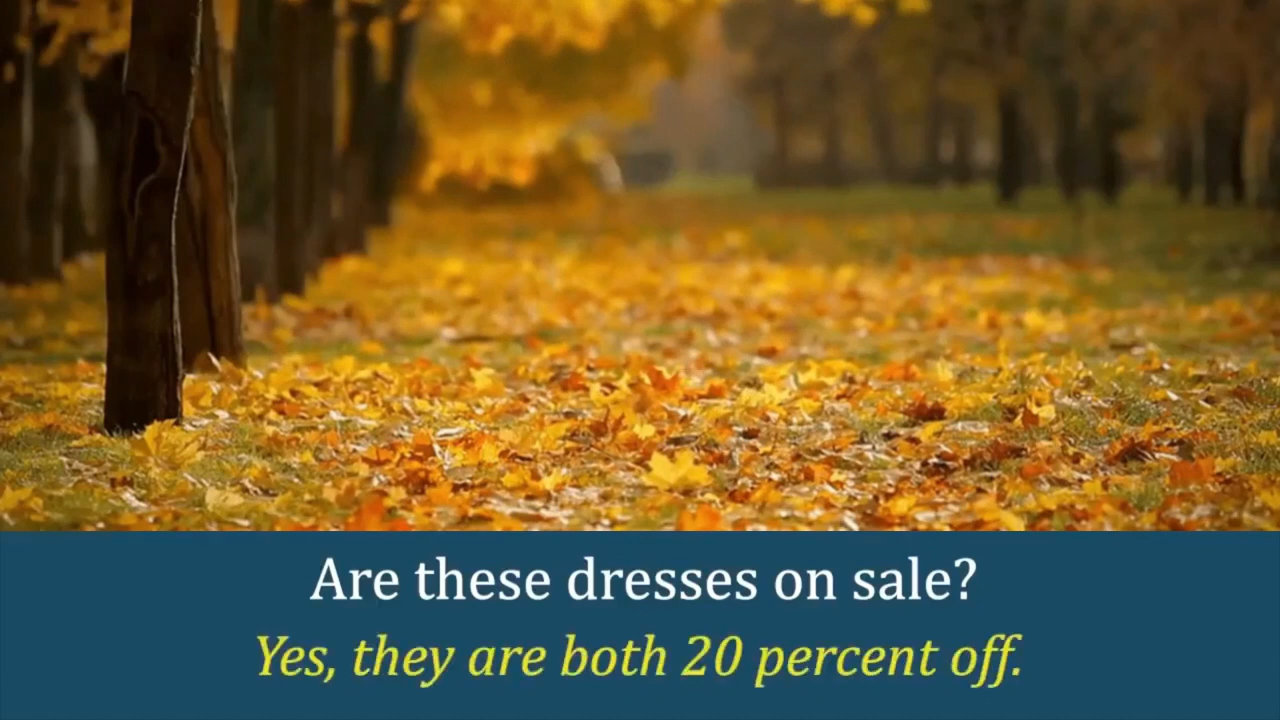 Are these dresses on sale?
Yes, they are both 20 percent off.